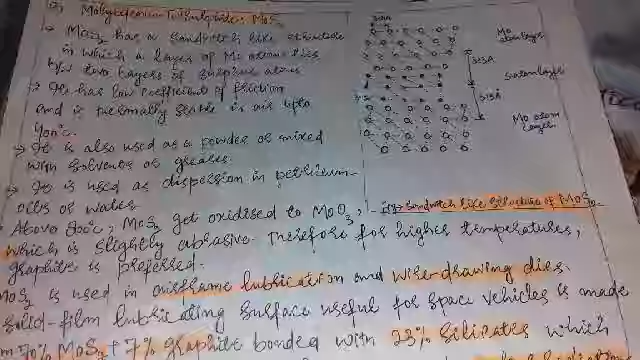 Molybdenum Disulphide: MoS2
→ MoS2 has a sandwich like structure
in which a layer of Mo atoms lies
b/w two layers of sulphur atoms
→ It has low coefficient of friction
and is thermally stable in air upto
400°c.
→ It is also used as a powder or mixed
with solvents or greases.
→ It is used as dispersion in petroleum
oils or water
Above 800°c, MoS2 get oxidised to MoO3,
which is slightly abrasive. Therefore for higher temperatures,
graphite is preferred.
MoS2 is used in airframe lubrication and wire-drawing dies.
Solid-film lubricating surface useful for space vehicles is made
70% MoS2 + 7% graphite bonded with 23% silicates which
Mo
atom layer
3.13A
S atom layer
3.13A
Mo atom
layer
sandwich like structure of MoS2